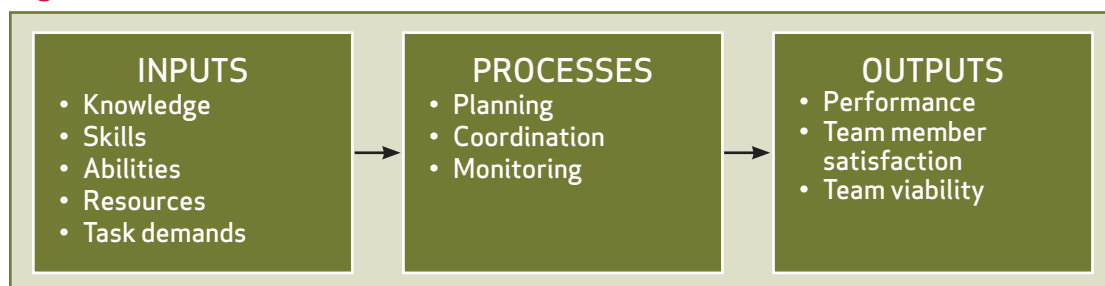 INPUTS
• Knowledge
• Skills
• Abilities
• Resources
• Task demands
PROCESSES
• Planning
• Coordination
• Monitoring
OUTPUTS
• Performance
• Team member
satisfaction
• Team viability